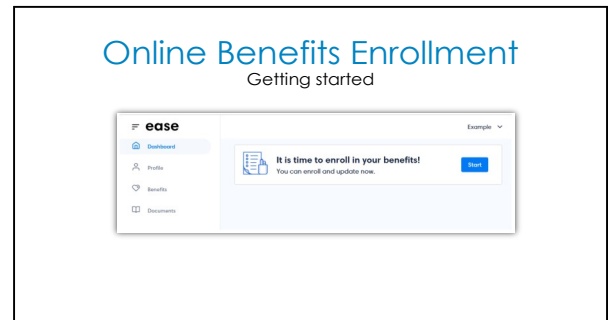 Online Benefits Enrollment
Getting started
ease
Example
Dashboard
It is time to enroll in your benefits!
You can enroll and update now.
Start
Profile
Benefits
Documents